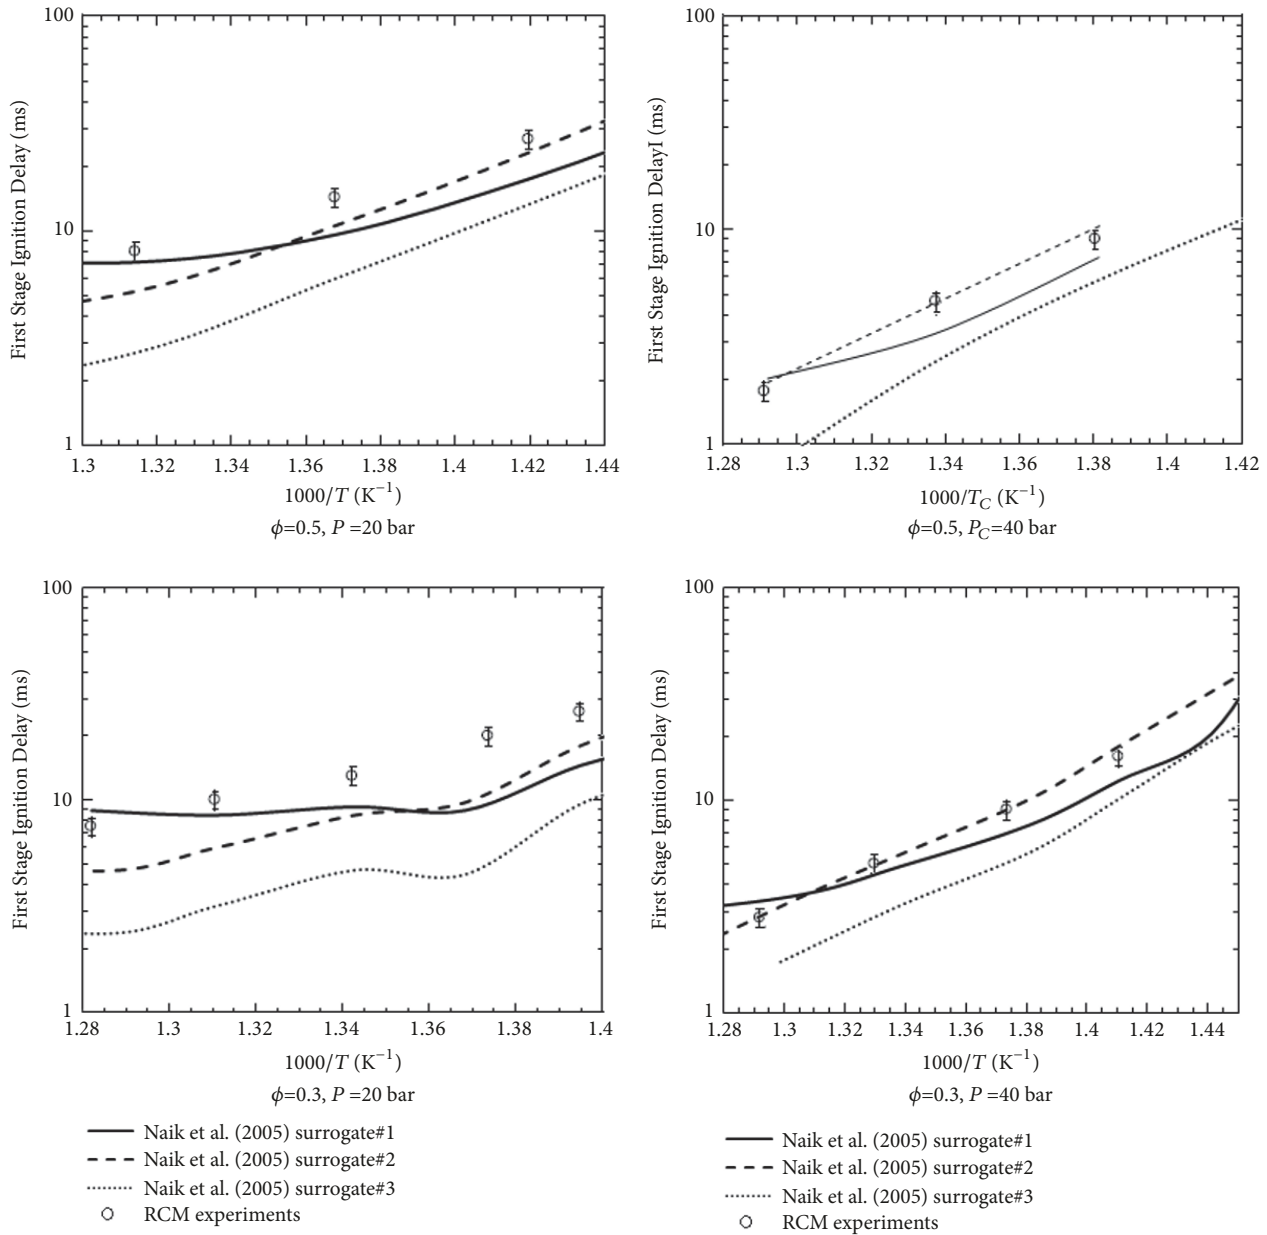 100
10
1
First Stage Ignition Delay (ms)
1.3 1.32 1.34 1.36 1.38 1.4 1.42 1.44
1000/T (K⁻¹)
ϕ=0.5, P =20 bar
100
10
1
First Stage Ignition DelayI (ms)
1.28 1.3 1.32 1.34 1.36 1.38 1.4 1.42
1000/T_C (K⁻¹)
ϕ=0.5, P_C=40 bar
100
10
1
First Stage Ignition Delay (ms)
1.28 1.3 1.32 1.34 1.36 1.38 1.4
1000/T (K⁻¹)
ϕ=0.3, P =20 bar
Naik et al. (2005) surrogate#1
Naik et al. (2005) surrogate#2
Naik et al. (2005) surrogate#3
RCM experiments
100
10
1
First Stage Ignition Delay (ms)
1.28 1.3 1.32 1.34 1.36 1.38 1.4 1.42 1.44
1000/T (K⁻¹)
ϕ=0.3, P =40 bar
Naik et al. (2005) surrogate#1
Naik et al. (2005) surrogate#2
Naik et al. (2005) surrogate#3
RCM experiments